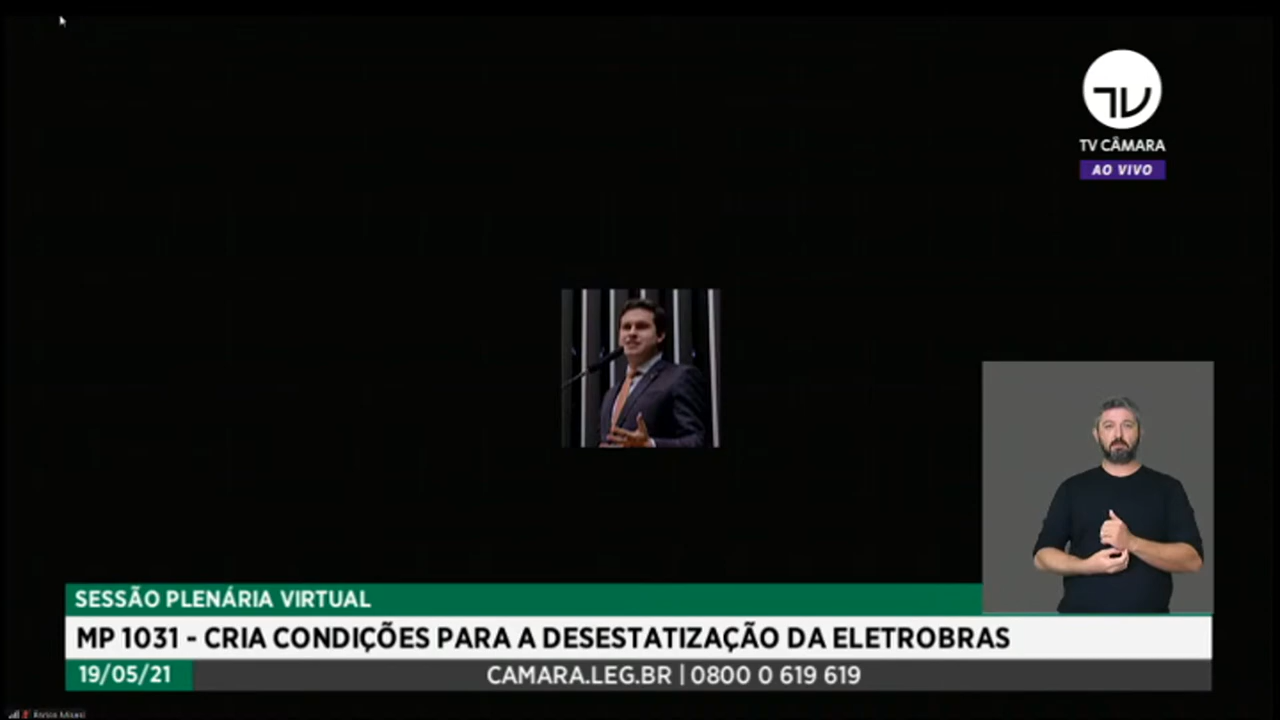 TV
TV CÂMARA
AO VIVO
SESSÃO PLENÁRIA VIRTUAL
MP 1031 - CRIA CONDIÇÕES PARA A DESESTATIZAÇÃO DA ELETROBRAS
19/05/21
CAMARA.LEG.BR | 0800 0 619 619